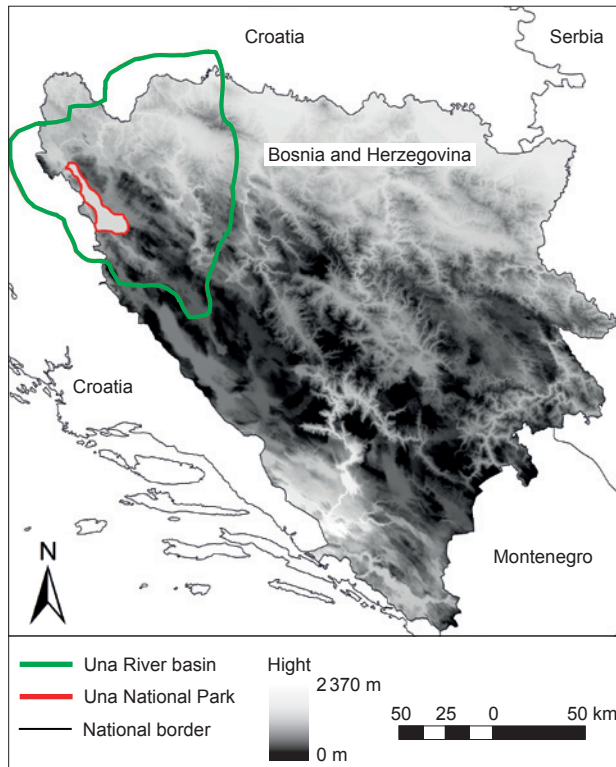 Croatia
Serbia
Bosnia and Herzegovina
Croatia
Montenegro
N
Una River basin
Una National Park
National border
Hight
2 370 m
0 m
50 25 0 50 km